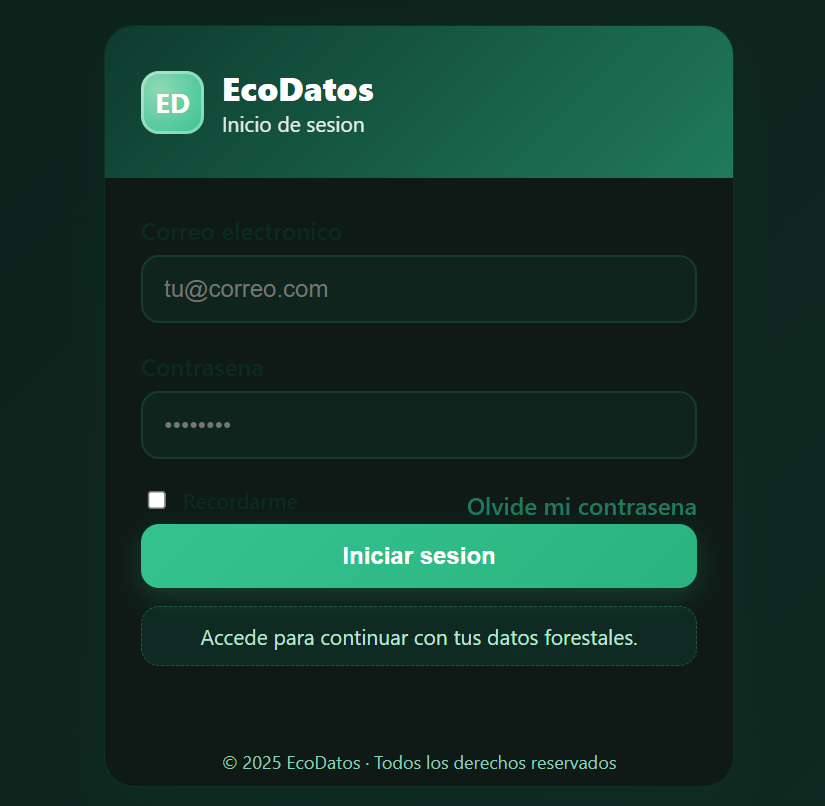 ED
EcoDatos
Inicio de sesion
Correo electronico
tu@correo.com
Contrasena
••••••••
Recordarme
Olvide mi contrasena
Iniciar sesion
Accede para continuar con tus datos forestales.
© 2025 EcoDatos · Todos los derechos reservados